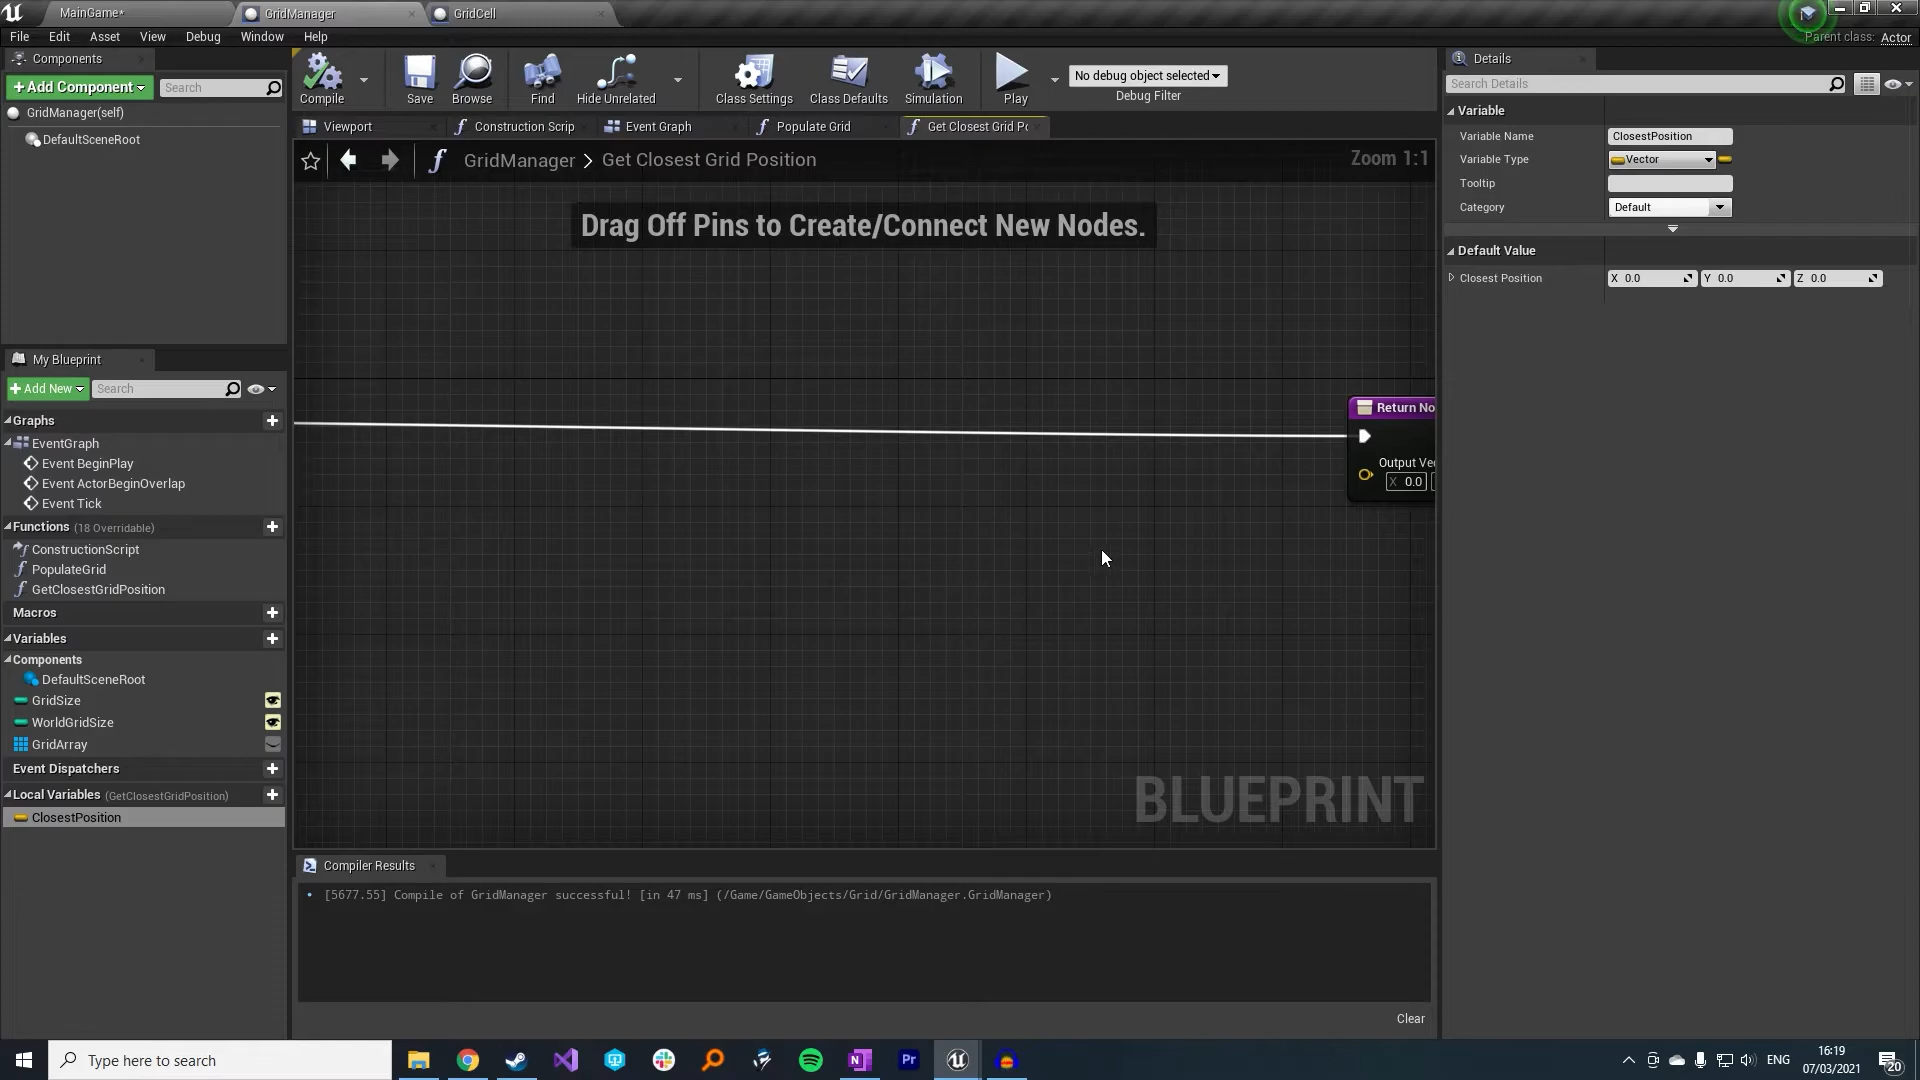 MainGame*
GridManager
GridCell
File
Edit
Asset
View
Debug
Window
Help
Parent class: Actor
Components
+ Add Component
Search
GridManager(self)
DefaultSceneRoot
Compile
Save
Browse
Find
Hide Unrelated
Class Settings
Class Defaults
Simulation
Play
No debug object selected
Debug Filter
Viewport
Construction Scrip
Event Graph
Populate Grid
Get Closest Grid Po
GridManager > Get Closest Grid Position
Zoom 1:1
Drag Off Pins to Create/Connect New Nodes.
Return No
Output Vec
X 0.0
BLUEPRINT
My Blueprint
+ Add New
Search
Graphs
EventGraph
Event BeginPlay
Event ActorBeginOverlap
Event Tick
Functions (18 Overridable)
ConstructionScript
PopulateGrid
GetClosestGridPosition
Macros
Variables
Components
DefaultSceneRoot
GridSize
WorldGridSize
GridArray
Event Dispatchers
Local Variables (GetClosestGridPosition)
ClosestPosition
Compiler Results
[5677.55] Compile of GridManager successful! [in 47 ms] (/Game/GameObjects/Grid/GridManager.GridManager)
Clear
Details
Search Details
Variable
Variable Name ClosestPosition
Variable Type Vector
Tooltip
Category Default
Default Value
Closest Position X 0.0 Y 0.0 Z 0.0
Type here to search
Pr
ENG
16:19
07/03/2021
20